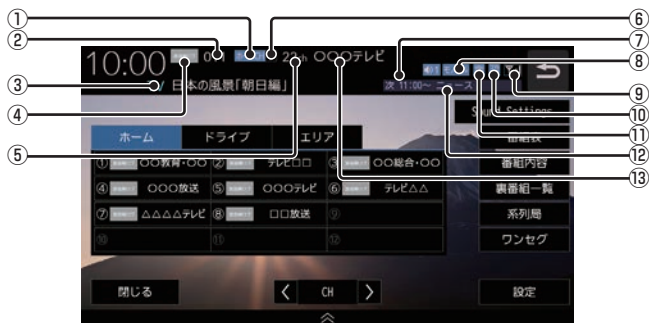 ① ⑥
② ⑦
③ ⑧
④ ⑨
⑤ ⑩
⑪
⑫
⑬
10:00 22ch ○○○テレビ
日本の風景「朝日編」 次 11:00~ ニュース
Sound Settings
ホーム ドライブ エリア 番組表
① ○○教育・○○ ② テレビ□□ ③ ○○総合・○○ 番組内容
④ ○○○放送 ⑤ ○○○テレビ ⑥ テレビ△△ 裏番組一覧
⑦ △△△△テレビ ⑧ □□放送 ⑨ 系列局
⑩ ⑪ ⑫ ワンセグ
閉じる < CH > 設定